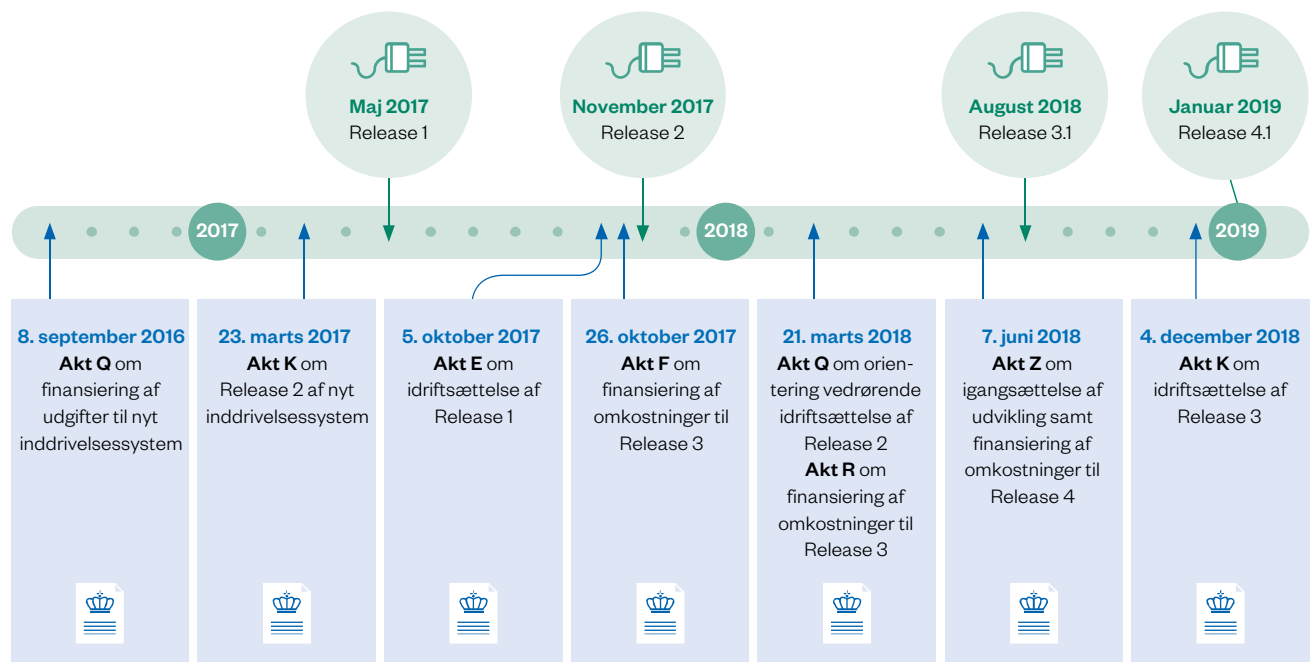 Maj 2017
Release 1
November 2017
Release 2
August 2018
Release 3.1
Januar 2019
Release 4.1
2017
2018
2019
8. september 2016
Akt Q om
finansiering af
udgifter til nyt
inddrivelsessystem
23. marts 2017
Akt K om
Release 2 af nyt
inddrivelsessystem
5. oktober 2017
Akt E om
idriftsættelse af
Release 1
26. oktober 2017
Akt F om
finansiering af
omkostninger til
Release 3
21. marts 2018
Akt Q om orien-
tering vedrørende
idriftsættelse af
Release 2
Akt R om
finansiering af
omkostninger til
Release 3
7. juni 2018
Akt Z om
igangsættelse af
udvikling samt
finansiering af
omkostninger til
Release 4
4. december 2018
Akt K om
idriftsættelse af
Release 3